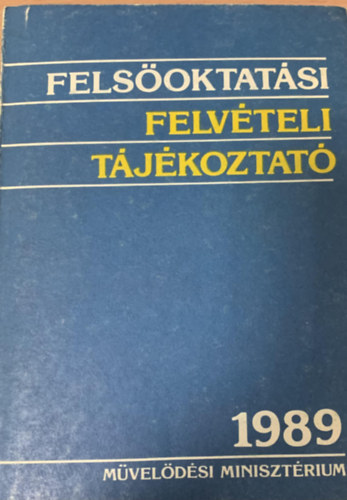 FELSŐOKTATÁSI
FELVÉTELI
TÁJÉKOZTATÓ
1989
MŰVELŐDÉSI MINISZTÉRIUM